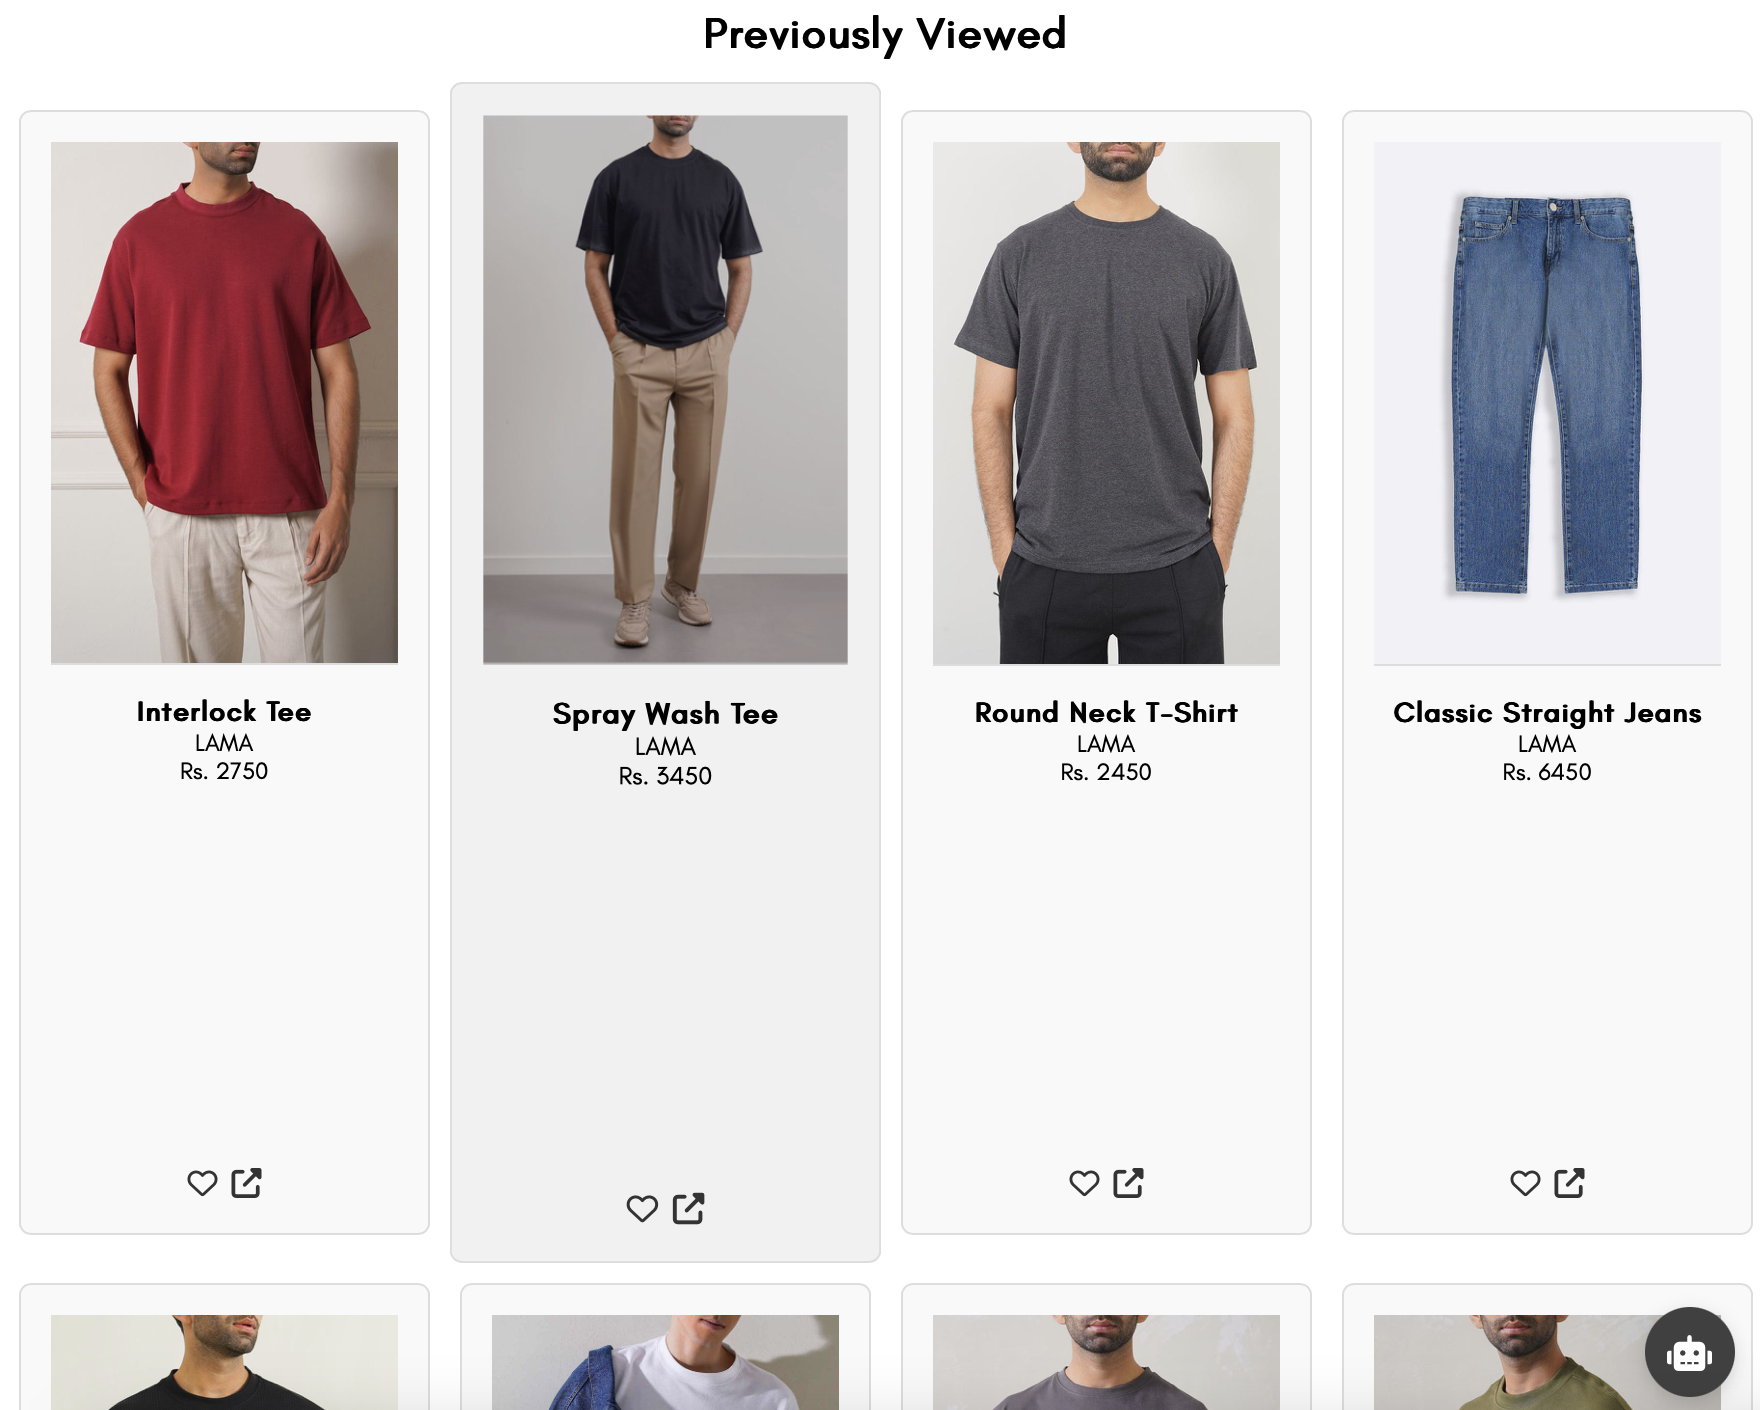 Previously Viewed
Interlock Tee
LAMA
Rs. 2750
Spray Wash Tee
LAMA
Rs. 3450
Round Neck T-Shirt
LAMA
Rs. 2450
Classic Straight Jeans
LAMA
Rs. 6450